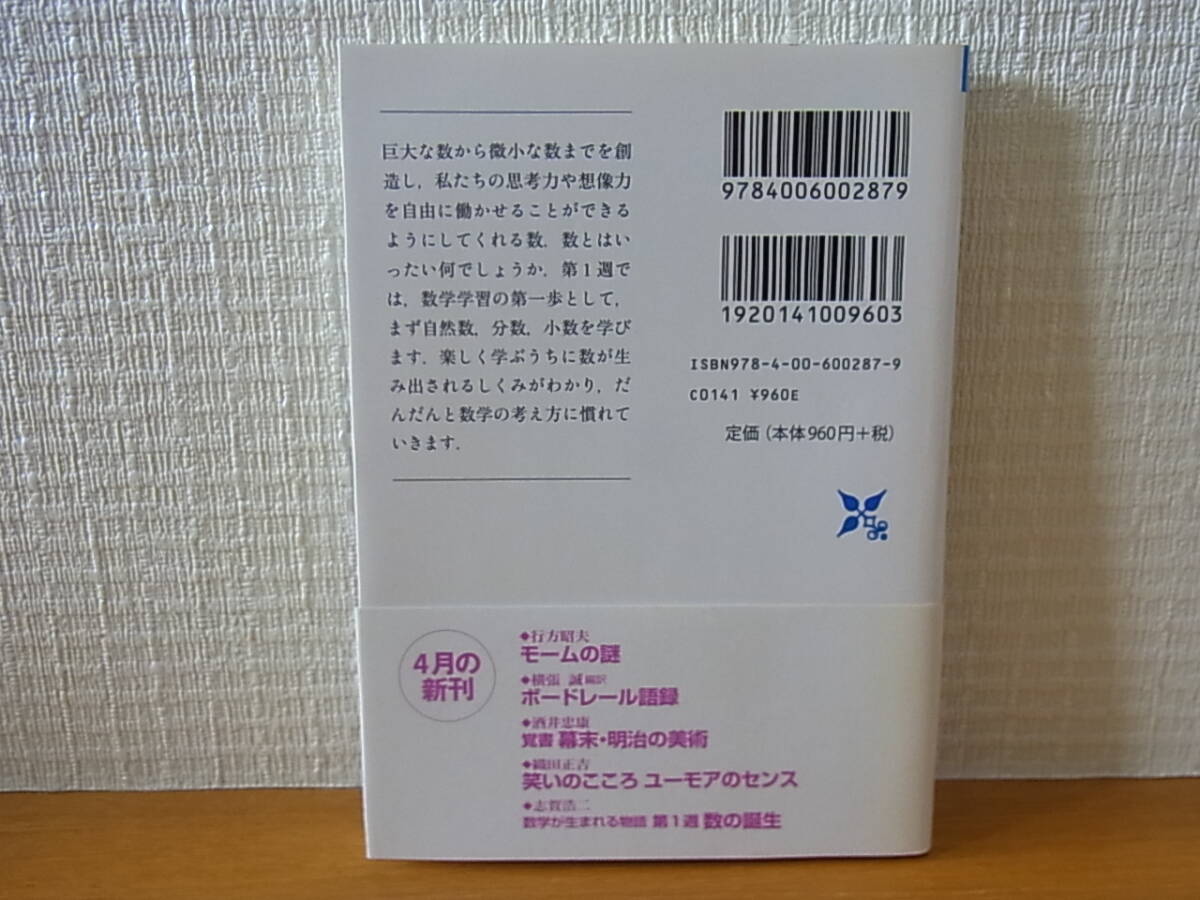 巨大な数から微小な数までを創
造し，私たちの思考力や想像力
を自由に働かせることができる
ようにしてくれる数．数とはい
ったい何でしょうか．第1週で
は，数学学習の第一歩として，
まず自然数，分数，小数を学び
ます．楽しく学ぶうちに数が生
み出されるしくみがわかり，だ
んだんと数学の考え方に慣れて
いきます．
9784006002879
1920141009603
ISBN978-4-00-600287-9
C0141 ¥960E
定価（本体960円＋税）
4月の
新刊
◆行方昭夫
モームの謎
◆横張 誠 編訳
ボードレール語録
◆酒井忠康
覚書 幕末・明治の美術
◆織田正吉
笑いのこころ ユーモアのセンス
◆志賀浩二
数学が生まれる物語 第1週 数の誕生